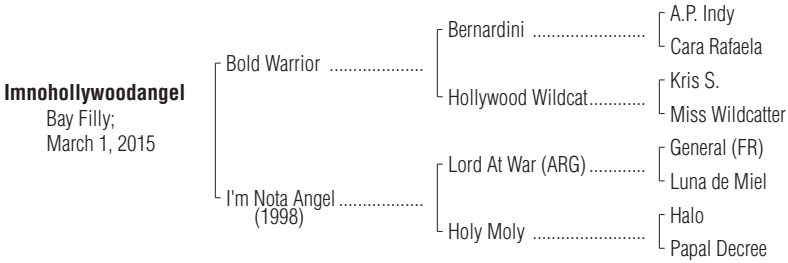 Imnohollywoodangel
Bay Filly;
March 1, 2015
Bold Warrior ....................
I'm Nota Angel ..................
(1998)
Bernardini ........................
Hollywood Wildcat............
Lord At War (ARG) ............
Holy Moly ........................
A.P. Indy
Cara Rafaela
Kris S.
Miss Wildcatter
General (FR)
Luna de Miel
Halo
Papal Decree